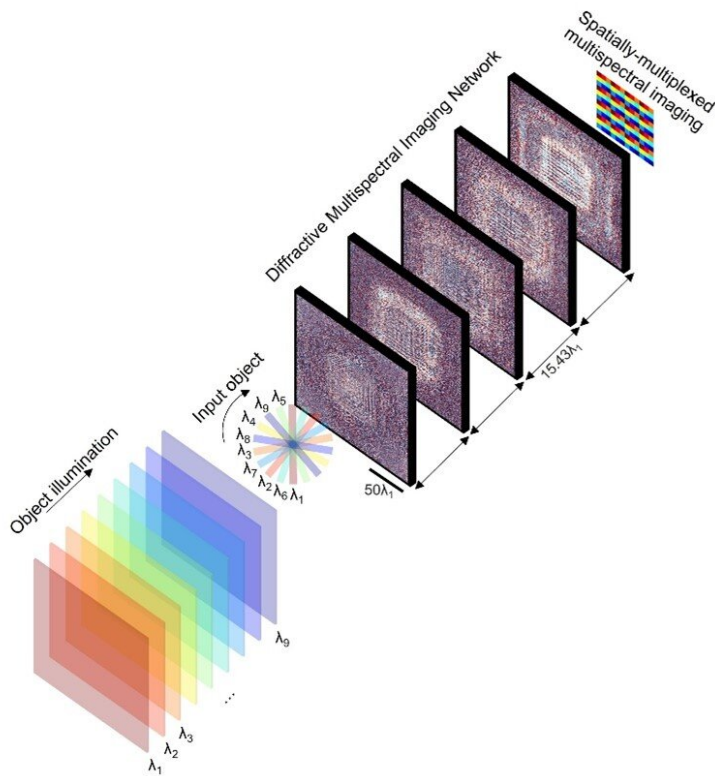 Spatially-multiplexed
multispectral imaging
Diffractive Multispectral Imaging Network
15.43λ₁
Input object
λ₅
λ₉
λ₄
λ₈
λ₃
λ₇
λ₂
λ₆
λ₁
50λ₁
Object illumination
λ₉
...
λ₃
λ₂
λ₁